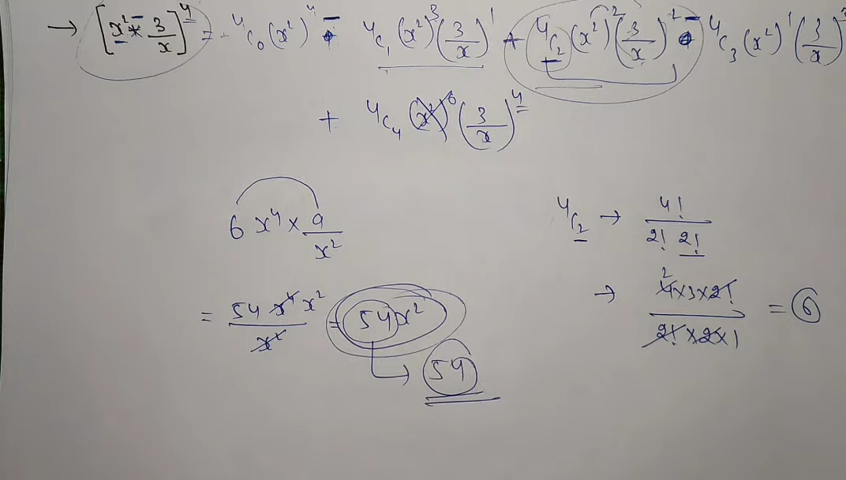 → [x² * 3/x]⁴ = ⁴C₀(x²)⁴ - ⁴C₁(x²)³(3/x)¹ + ⁴C₂(x²)²(3/x)² - ⁴C₃(x²)¹(3/x)³
+ ⁴C₄(x²)⁰(3/x)⁴
6 x⁴ × 9/x²
= 54 x⁴ x²/x² = 54x²
→ 54
⁴C₂ → 4!/2! 2!
→ 4×3×2!/2!×2×1 = 6